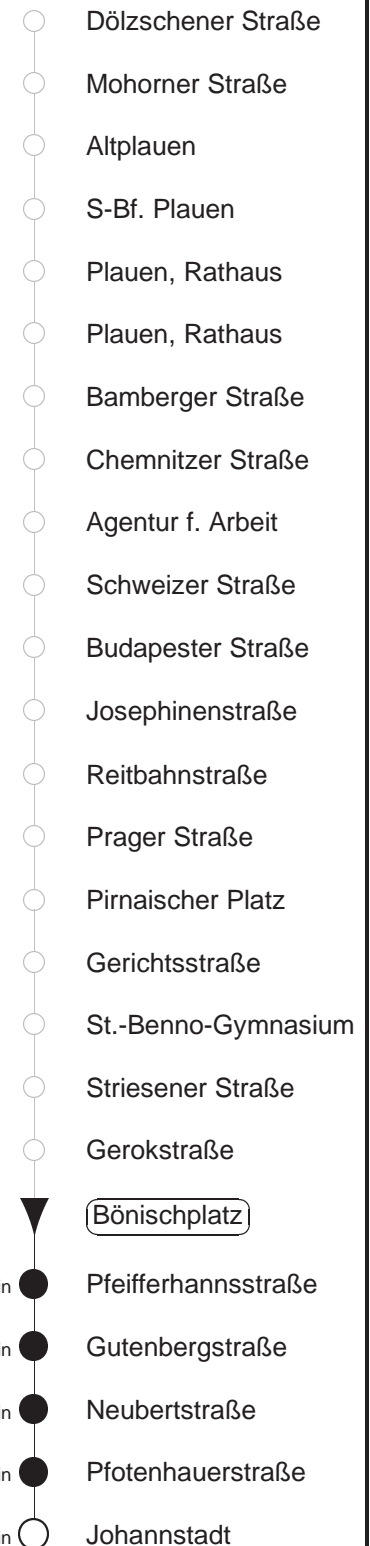 Dölzschener Straße
Mohorner Straße
Altplauen
S-Bf. Plauen
Plauen, Rathaus
Plauen, Rathaus
Bamberger Straße
Chemnitzer Straße
Agentur f. Arbeit
Schweizer Straße
Budapester Straße
Josephinenstraße
Reitbahnstraße
Prager Straße
Pirnaischer Platz
Gerichtsstraße
St.-Benno-Gymnasium
Striesener Straße
Gerokstraße
Bönischplatz
Pfeifferhannsstraße
Gutenbergstraße
Neubertstraße
Pfotenhauerstraße
Johannstadt